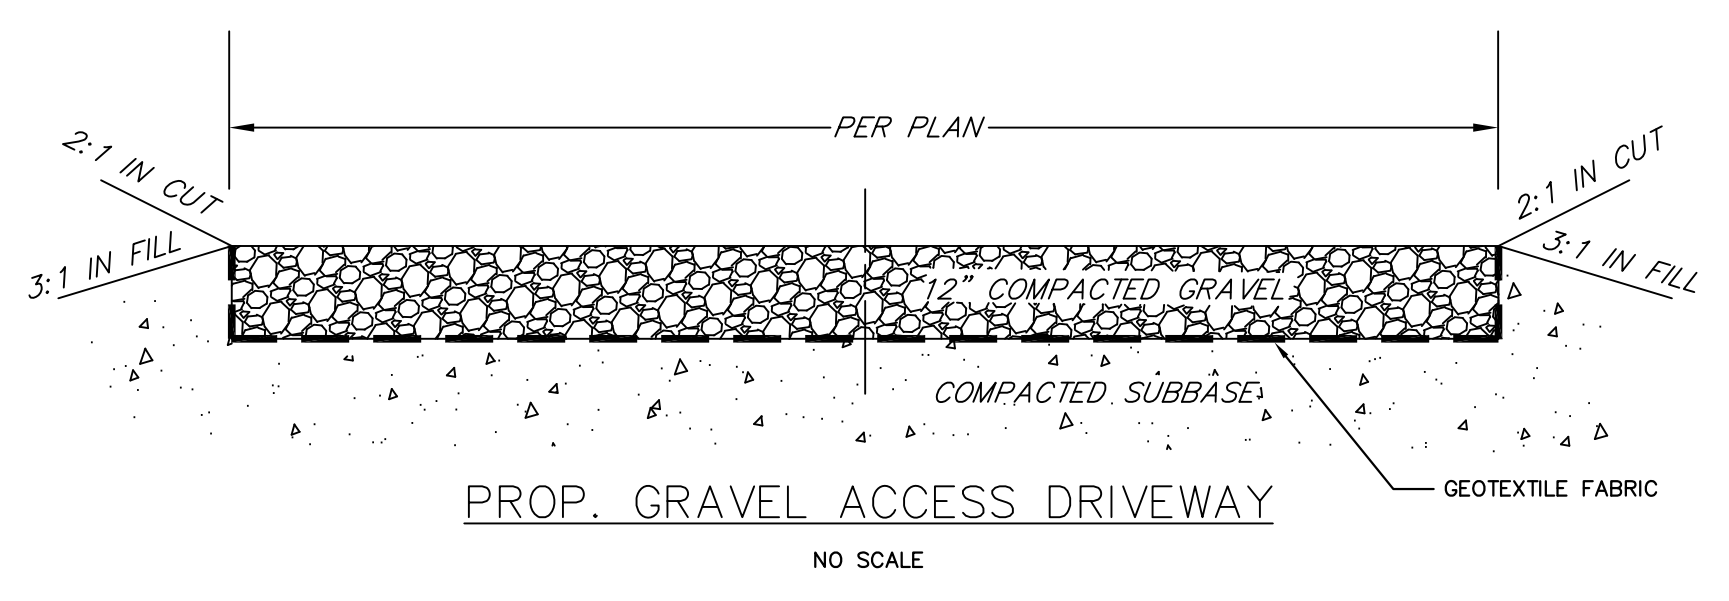 PER PLAN
2:1 IN CUT
2:1 IN CUT
3:1 IN FILL
3:1 IN FILL
12" COMPACTED GRAVEL
COMPACTED SUBBASE
GEOTEXTILE FABRIC
PROP. GRAVEL ACCESS DRIVEWAY
NO SCALE